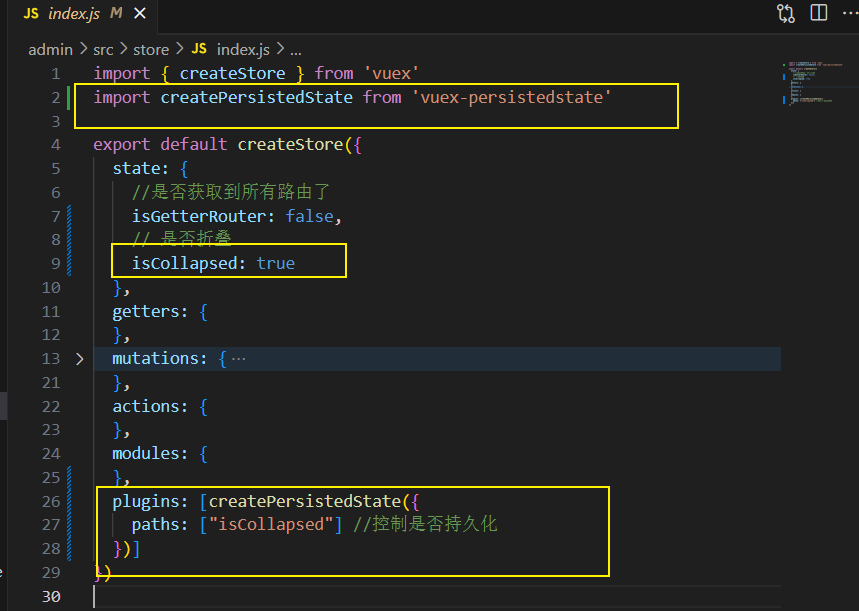 JS index.js M ×
admin > src > store > JS index.js > ...
1 import { createStore } from 'vuex'
2 import createPersistedState from 'vuex-persistedstate'
3
4 export default createStore({
5 state: {
6 //是否获取到所有路由了
7 isGetterRouter: false,
8 // 是否折叠
9 isCollapsed: true
10 },
11 getters: {
12 },
13 > mutations: { ...
21 },
22 actions: {
23 },
24 modules: {
25 },
26 plugins: [createPersistedState({
27 paths: ["isCollapsed"] //控制是否持久化
28 })]
29 })
30